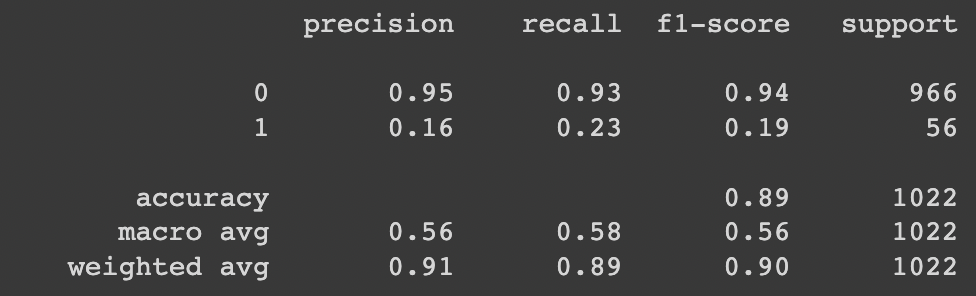 precision recall f1-score support
0 0.95 0.93 0.94 966
1 0.16 0.23 0.19 56
accuracy 0.89 1022
macro avg 0.56 0.58 0.56 1022
weighted avg 0.91 0.89 0.90 1022